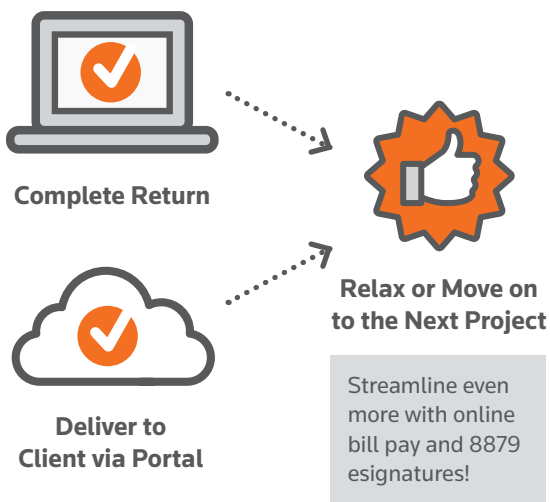 Complete Return
Deliver to
Client via Portal
Relax or Move on
to the Next Project
Streamline even
more with online
bill pay and 8879
esignatures!